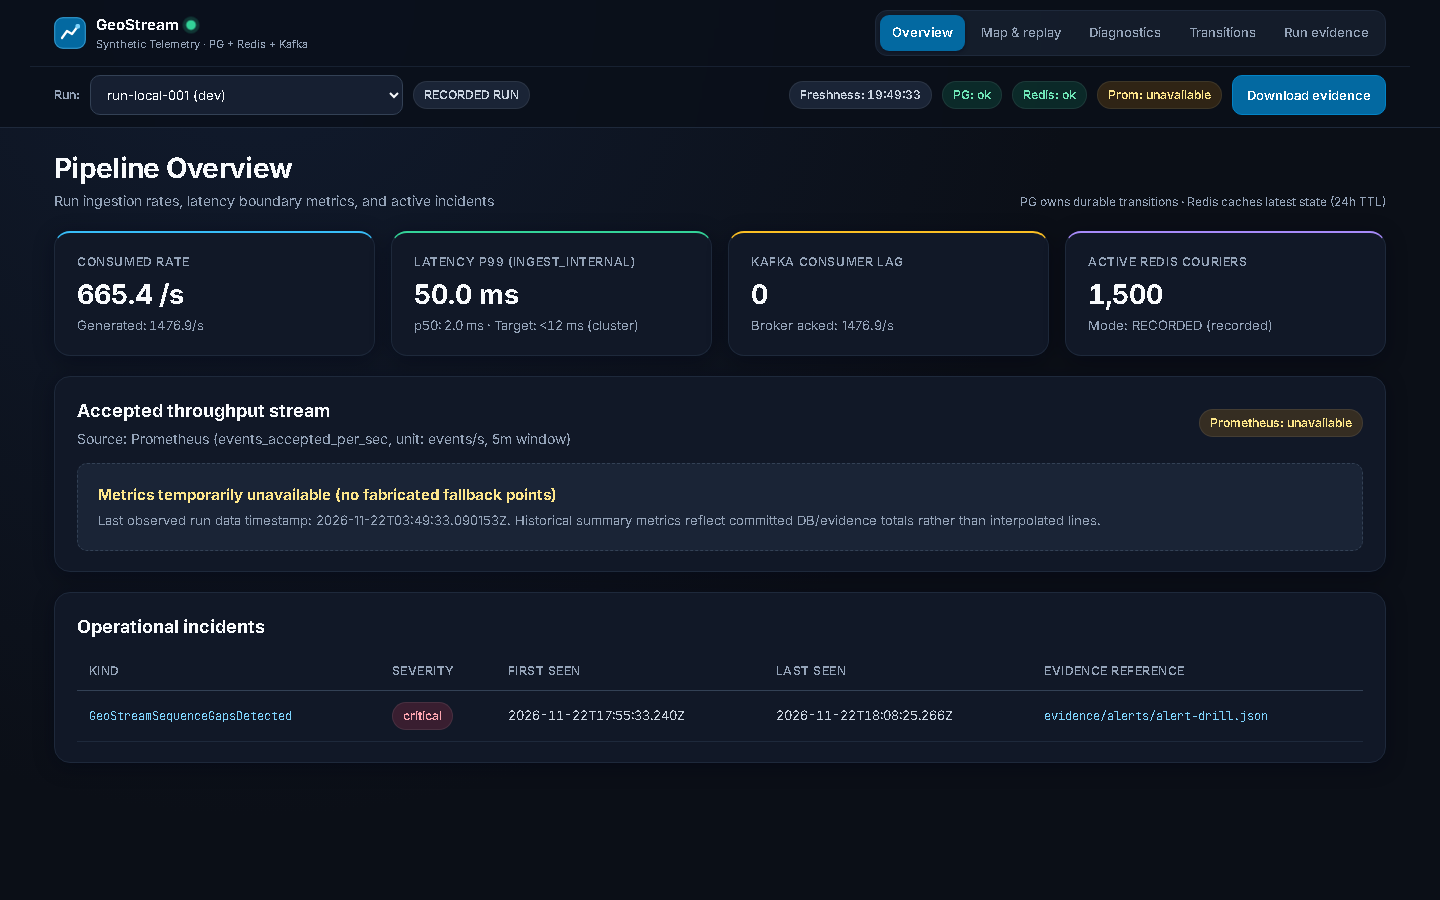 GeoStream
Synthetic Telemetry · PG + Redis + Kafka
Overview
Map & replay
Diagnostics
Transitions
Run evidence
Run:
run-local-001 (dev)
RECORDED RUN
Freshness: 19:49:33
PG: ok
Redis: ok
Prom: unavailable
Download evidence
Pipeline Overview
Run ingestion rates, latency boundary metrics, and active incidents
PG owns durable transitions · Redis caches latest state (24h TTL)
CONSUMED RATE
665.4 /s
Generated: 1476.9/s
LATENCY P99 (INGEST_INTERNAL)
50.0 ms
p50: 2.0 ms · Target: <12 ms (cluster)
KAFKA CONSUMER LAG
0
Broker acked: 1476.9/s
ACTIVE REDIS COURIERS
1,500
Mode: RECORDED (recorded)
Accepted throughput stream
Source: Prometheus (events_accepted_per_sec, unit: events/s, 5m window)
Prometheus: unavailable
Metrics temporarily unavailable (no fabricated fallback points)
Last observed run data timestamp: 2026-11-22T03:49:33.090153Z. Historical summary metrics reflect committed DB/evidence totals rather than interpolated lines.
Operational incidents
KIND SEVERITY FIRST SEEN LAST SEEN EVIDENCE REFERENCE
GeoStreamSequenceGapsDetected critical 2026-11-22T17:55:33.240Z 2026-11-22T18:08:25.266Z evidence/alerts/alert-drill.json